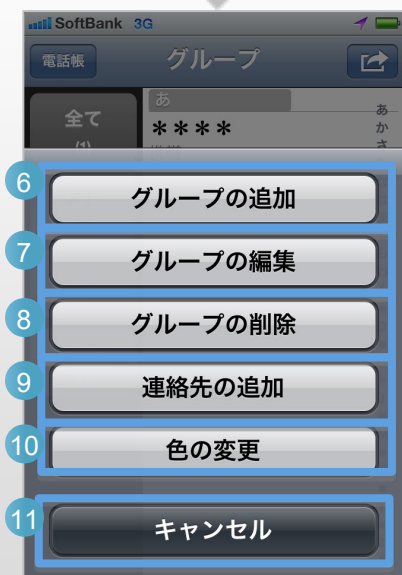 SoftBank 3G
電話帳
グループ
あ
全て
****
あ
か
さ
(1)
6
グループの追加
7
グループの編集
8
グループの削除
9
連絡先の追加
10
色の変更
11
キャンセル